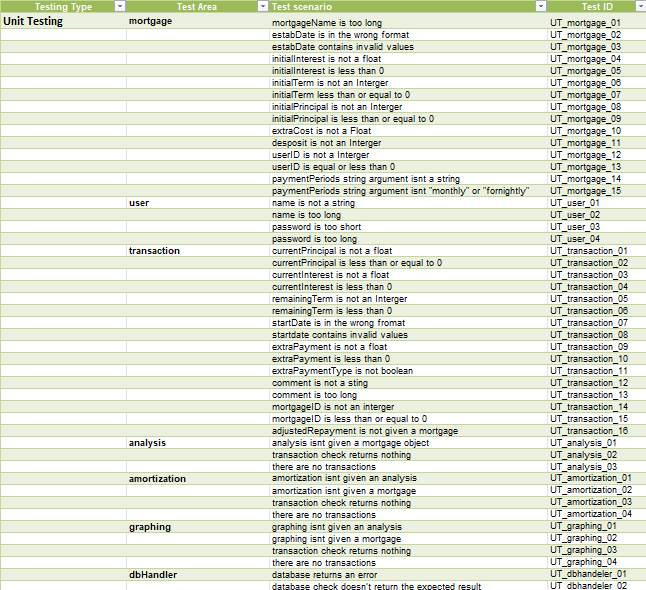 Testing Type Test Area Test scenario Test ID
Unit Testing mortgage mortgageName is too long UT_mortgage_01
estabDate is in the wrong format UT_mortgage_02
estabDate contains invalid values UT_mortgage_03
initialInterest is not a float UT_mortgage_04
initialInterest is less than 0 UT_mortgage_05
initialTerm is not an Interger UT_mortgage_06
initialTerm less than or equal to 0 UT_mortgage_07
initialPrincipal is not an Interger UT_mortgage_08
initialPrincipal is less than or equal to 0 UT_mortgage_09
extraCost is not a Float UT_mortgage_10
desposit is not an Interger UT_mortgage_11
userID is not a Interger UT_mortgage_12
userID is equal or less than 0 UT_mortgage_13
paymentPeriods string argument isnt a string UT_mortgage_14
paymentPeriods string argument isnt "monthly" or "fornightly" UT_mortgage_15
user name is not a string UT_user_01
name is too long UT_user_02
password is too short UT_user_03
password is too long UT_user_04
transaction currentPrincipal is not a float UT_transaction_01
currentPrincipal is less than or equal to 0 UT_transaction_02
currentInterest is not a float UT_transaction_03
currentInterest is less than 0 UT_transaction_04
remainingTerm is not an Interger UT_transaction_05
remainingTerm is less than 0 UT_transaction_06
startDate is in the wrong fromat UT_transaction_07
startdate contains invalid values UT_transaction_08
extraPayment is not a float UT_transaction_09
extraPayment is less than 0 UT_transaction_10
extraPaymentType is not boolean UT_transaction_11
comment is not a sting UT_transaction_12
comment is too long UT_transaction_13
mortgageID is not an interger UT_transaction_14
mortgageID is less than or equal to 0 UT_transaction_15
adjustedRepayment is not given a mortgage UT_transaction_16
analysis analysis isnt given a mortgage object UT_analysis_01
transaction check returns nothing UT_analysis_02
there are no transactions UT_analysis_03
amortization amortization isnt given an analysis UT_amortization_01
amortization isnt given a mortgage UT_amortization_02
transaction check returns nothing UT_amortization_03
there are no transactions UT_amortization_04
graphing graphing isnt given an analysis UT_graphing_01
graphing isnt given a mortgage UT_graphing_02
transaction check returns nothing UT_graphing_03
there are no transactions UT_graphing_04
dbHandler database returns an error UT_dbhandeler_01
database check doesn't return the expected result UT_dbhandeler_02